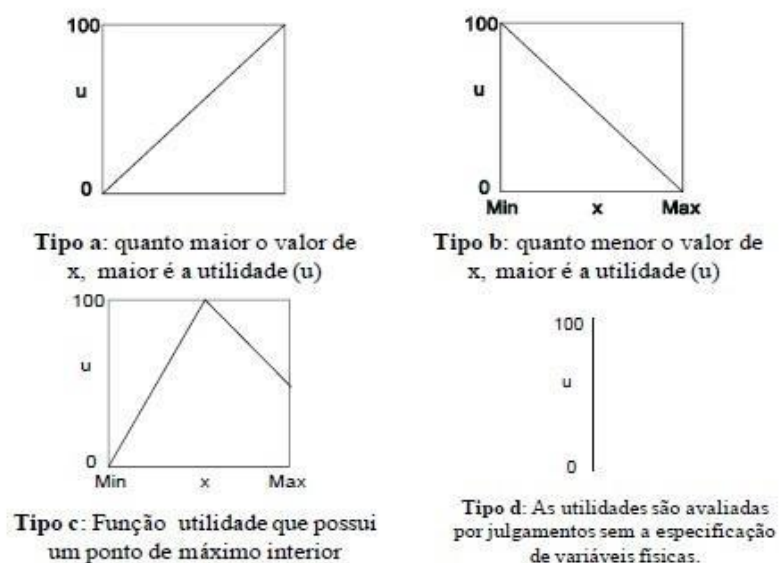 100
u
0
Tipo a: quanto maior o valor de
x, maior é a utilidade (u)
100
u
0
Min x Max
Tipo b: quanto menor o valor de
x, maior é a utilidade (u)
100
u
0
Min x Max
Tipo c: Função utilidade que possui
um ponto de máximo interior
100
u
0
Tipo d: As utilidades são avaliadas
por julgamentos sem a especificação
de variáveis físicas.